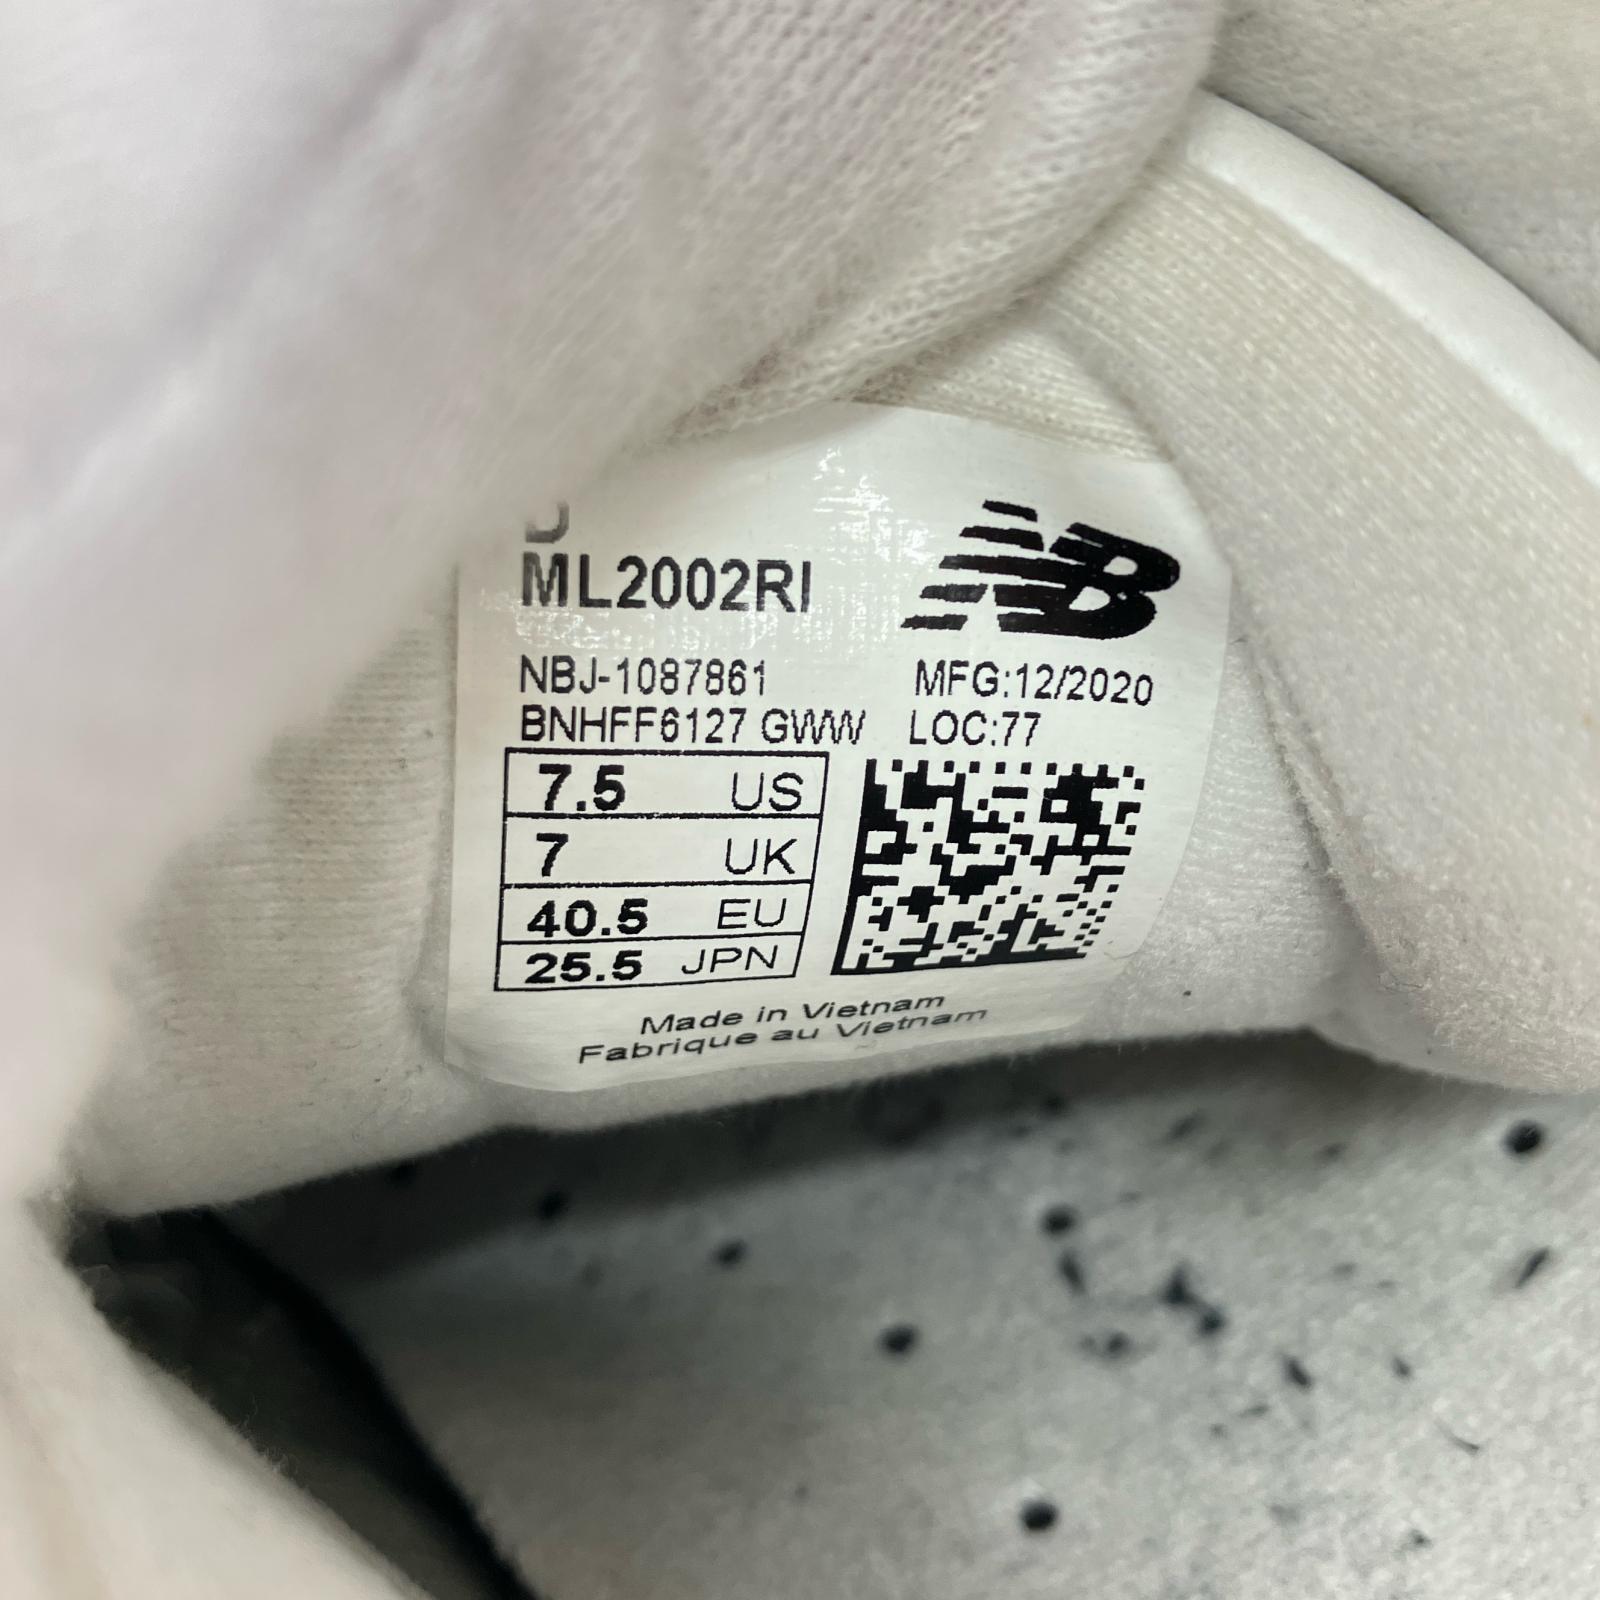 D
ML2002RI
NB
NBJ-1087861 MFG:12/2020
BNHFF6127 GWW LOC:77
7.5 US
7 UK
40.5 EU
25.5 JPN
Made in Vietnam
Fabrique au Vietnam